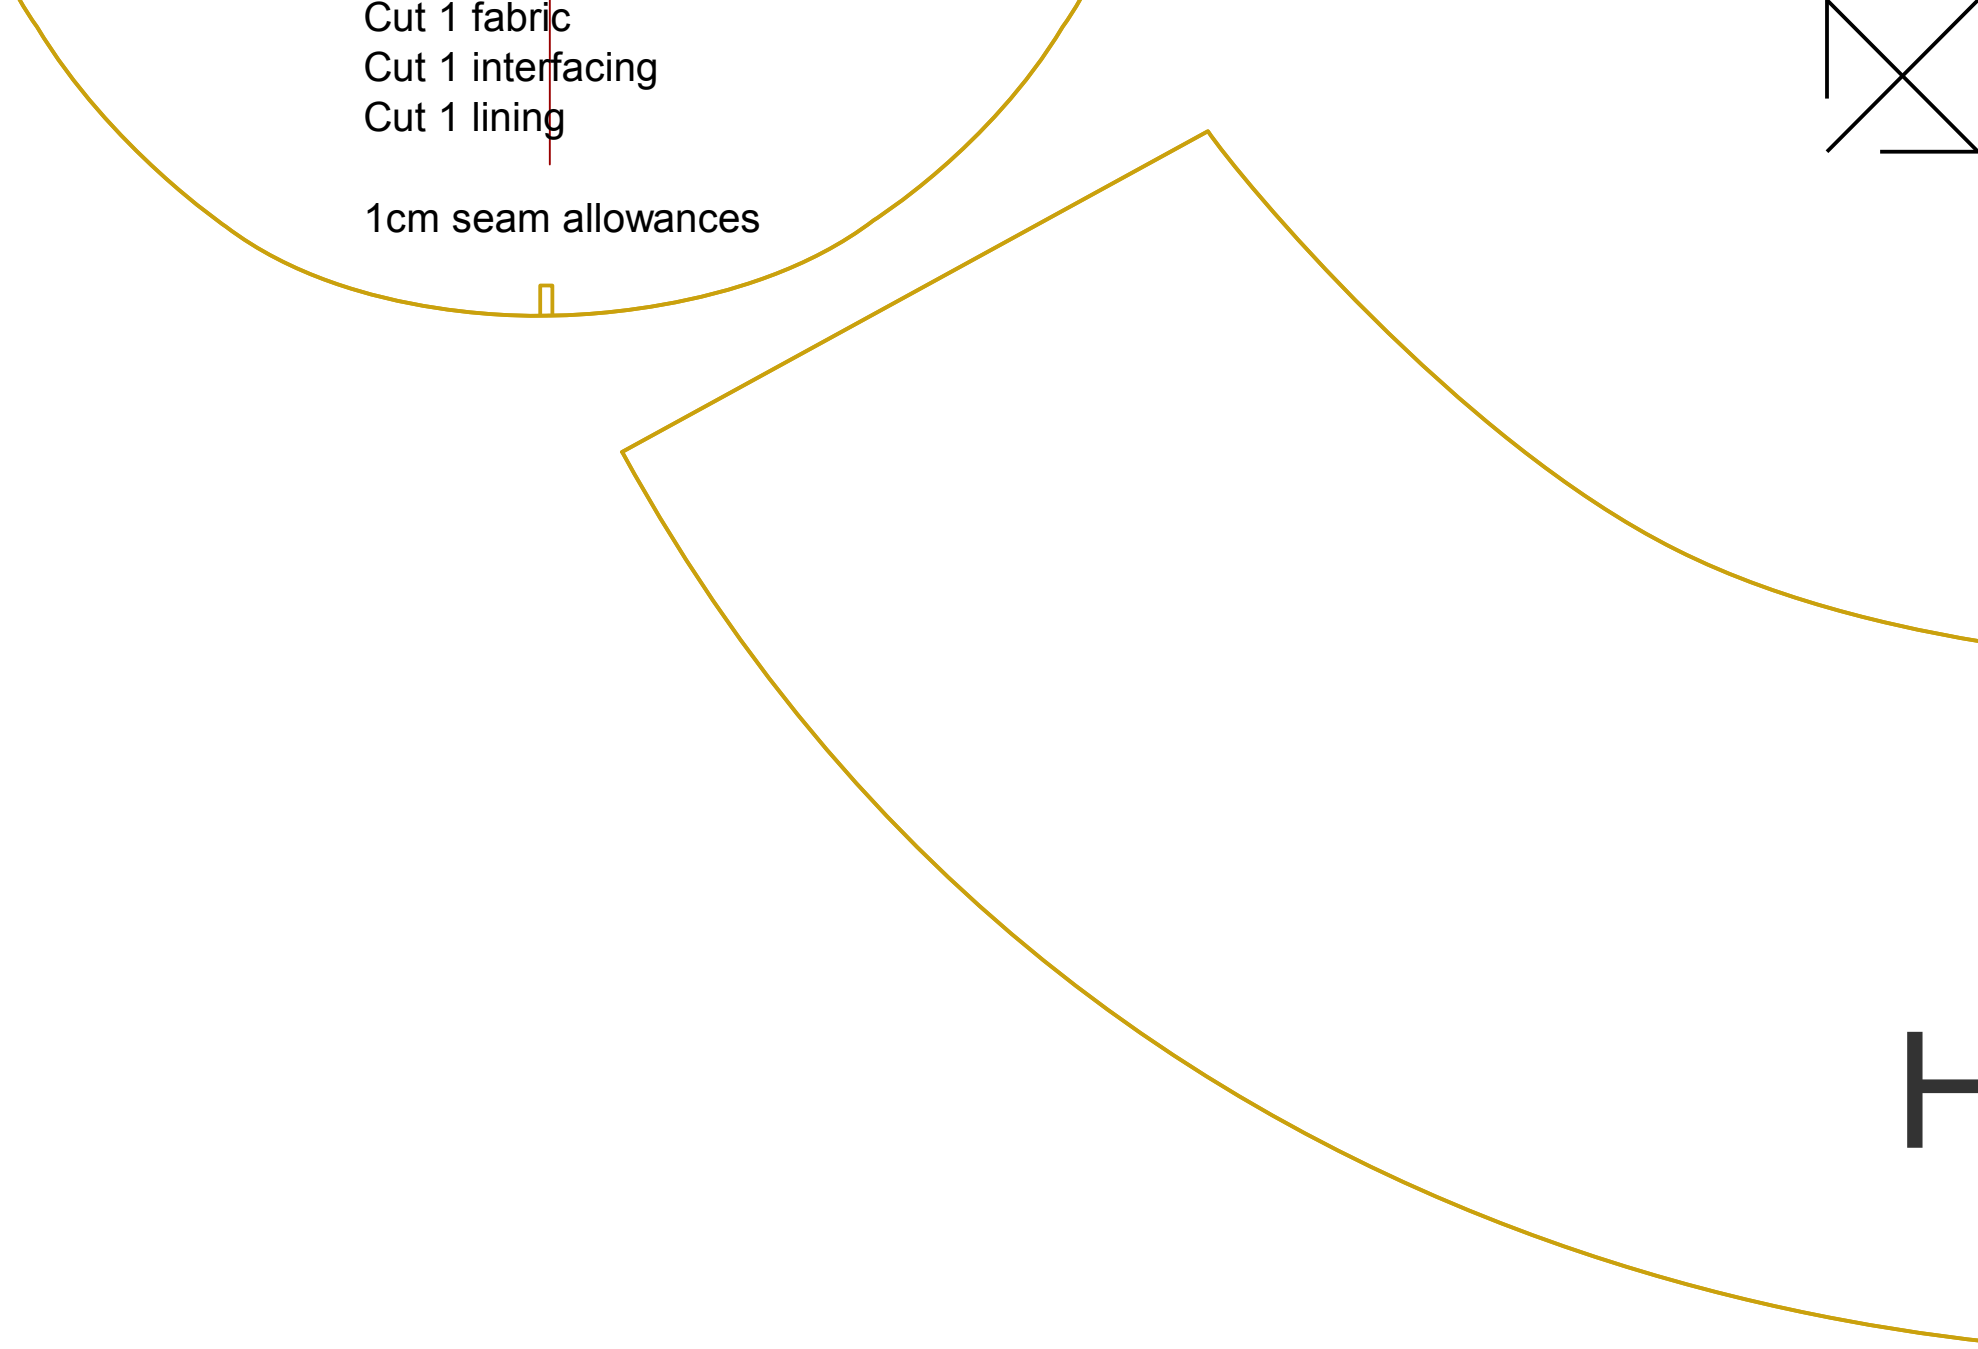 Cut 1 fabric
Cut 1 interfacing
Cut 1 lining
1cm seam allowances